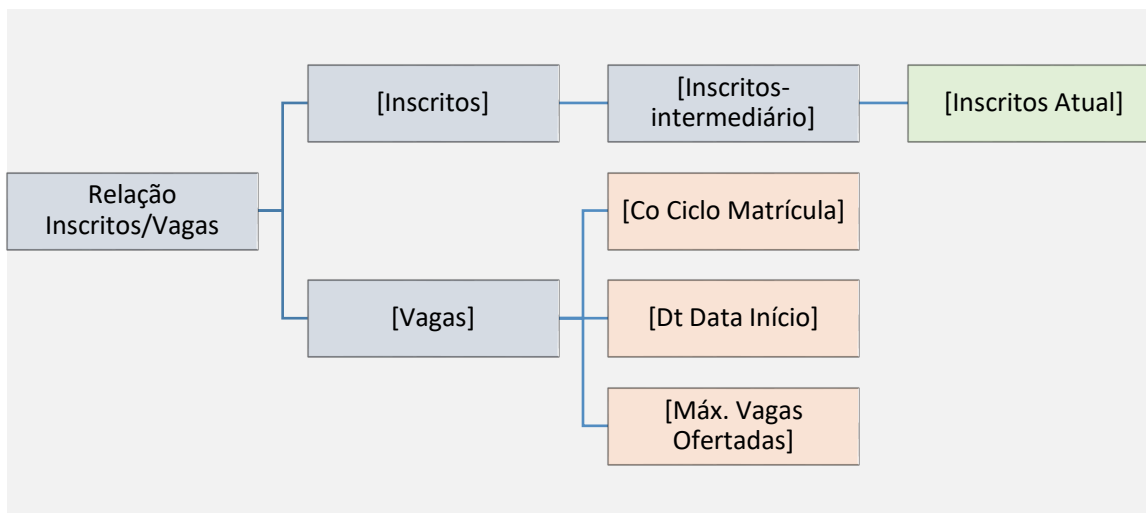 Relação
Inscritos/Vagas
[Inscritos]
[Inscritos-
intermediário]
[Inscritos Atual]
[Vagas]
[Co Ciclo Matrícula]
[Dt Data Início]
[Máx. Vagas
Ofertadas]